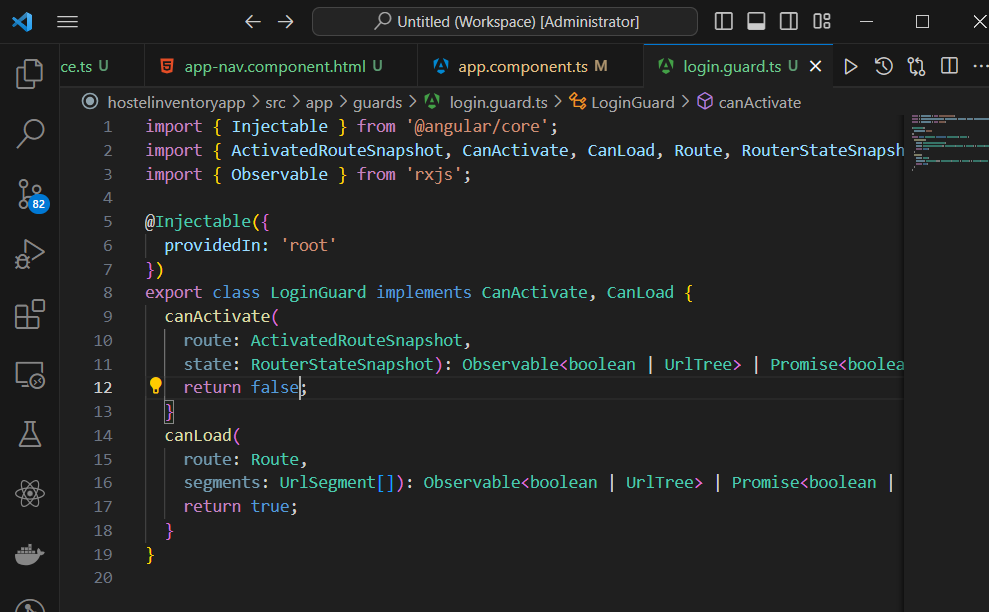 Untitled (Workspace) [Administrator]
ce.ts U
app-nav.component.html U
app.component.ts M
login.guard.ts U
hostelinventoryapp > src > app > guards > login.guard.ts > LoginGuard > canActivate
82
1 import { Injectable } from '@angular/core';
2 import { ActivatedRouteSnapshot, CanActivate, CanLoad, Route, RouterStateSnapsh
3 import { Observable } from 'rxjs';
4
5 @Injectable({
6 providedIn: 'root'
7 })
8 export class LoginGuard implements CanActivate, CanLoad {
9 canActivate(
10 route: ActivatedRouteSnapshot,
11 state: RouterStateSnapshot): Observable<boolean | UrlTree> | Promise<boolea
12 return false;
13 }
14 canLoad(
15 route: Route,
16 segments: UrlSegment[]): Observable<boolean | UrlTree> | Promise<boolean |
17 return true;
18 }
19 }
20